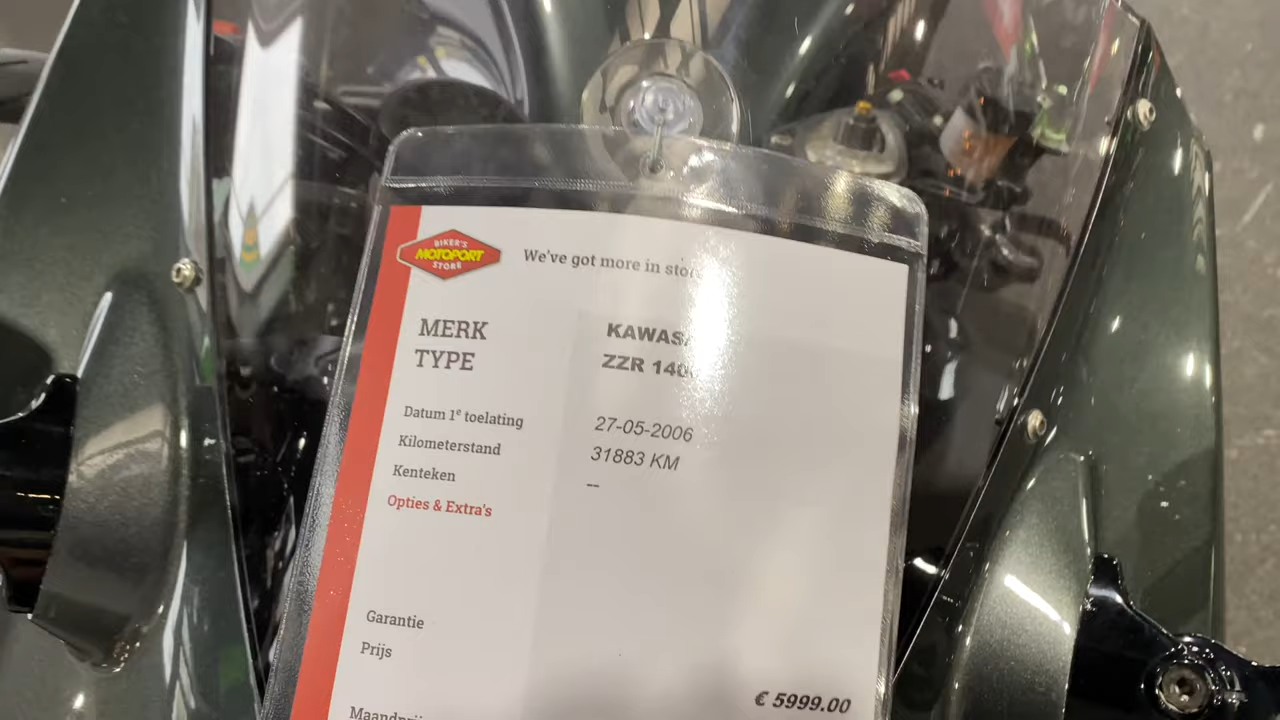 BIKER'S
MOTOPORT
STORE
We've got more in
MERK
TYPE
ZZR
Datum 1e toelating 27-05-2006
Kilometerstand 31883 KM
Kenteken --
Opties & Extra's
Garantie
Prijs
€ 5999.00